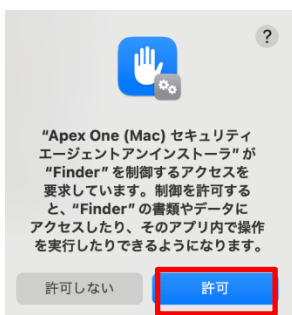 ?
"Apex One (Mac) セキュリティ
エージェントアンインストーラ" が
"Finder" を制御するアクセスを
要求しています。制御を許可する
と、"Finder" の書類やデータに
アクセスしたり、そのアプリ内で操作
を実行したりできるようになります。
許可しない 許可